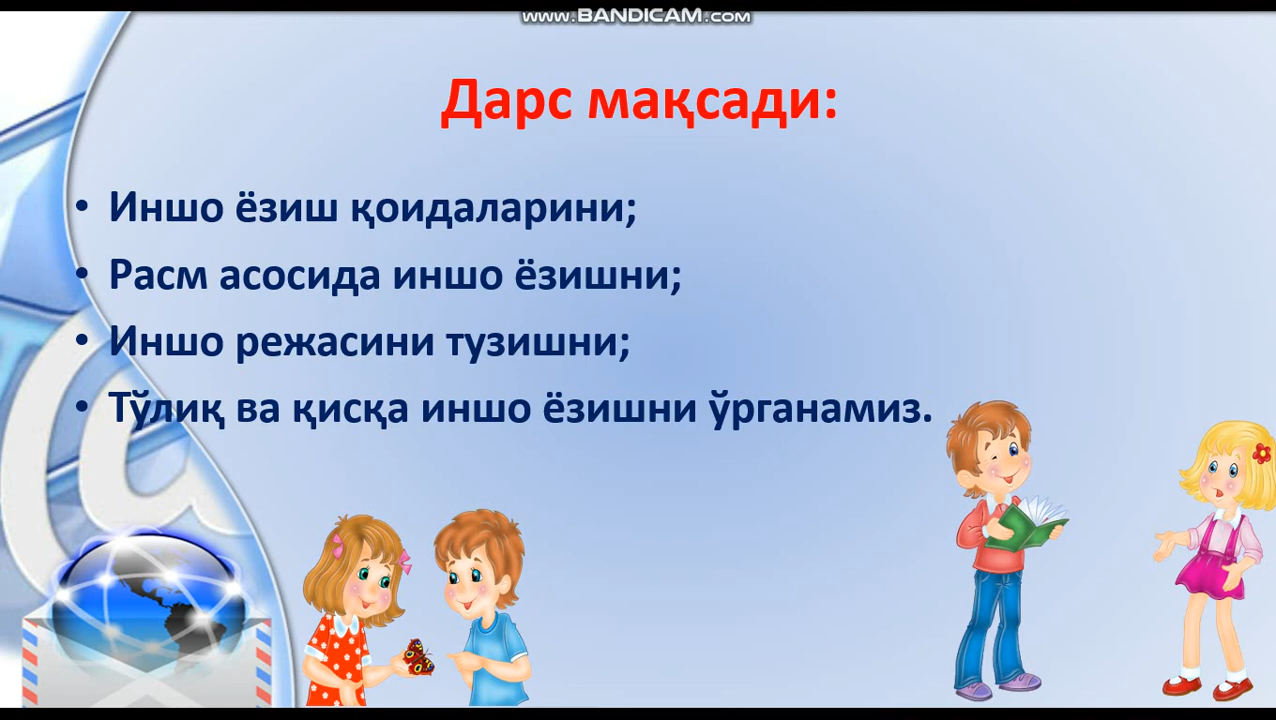 www.BANDICAM.com
Дарс мақсади:
• Иншо ёзиш қоидаларини;
• Расм асосида иншо ёзишни;
• Иншо режасини тузишни;
• Тўлиқ ва қисқа иншо ёзишни ўрганамиз.